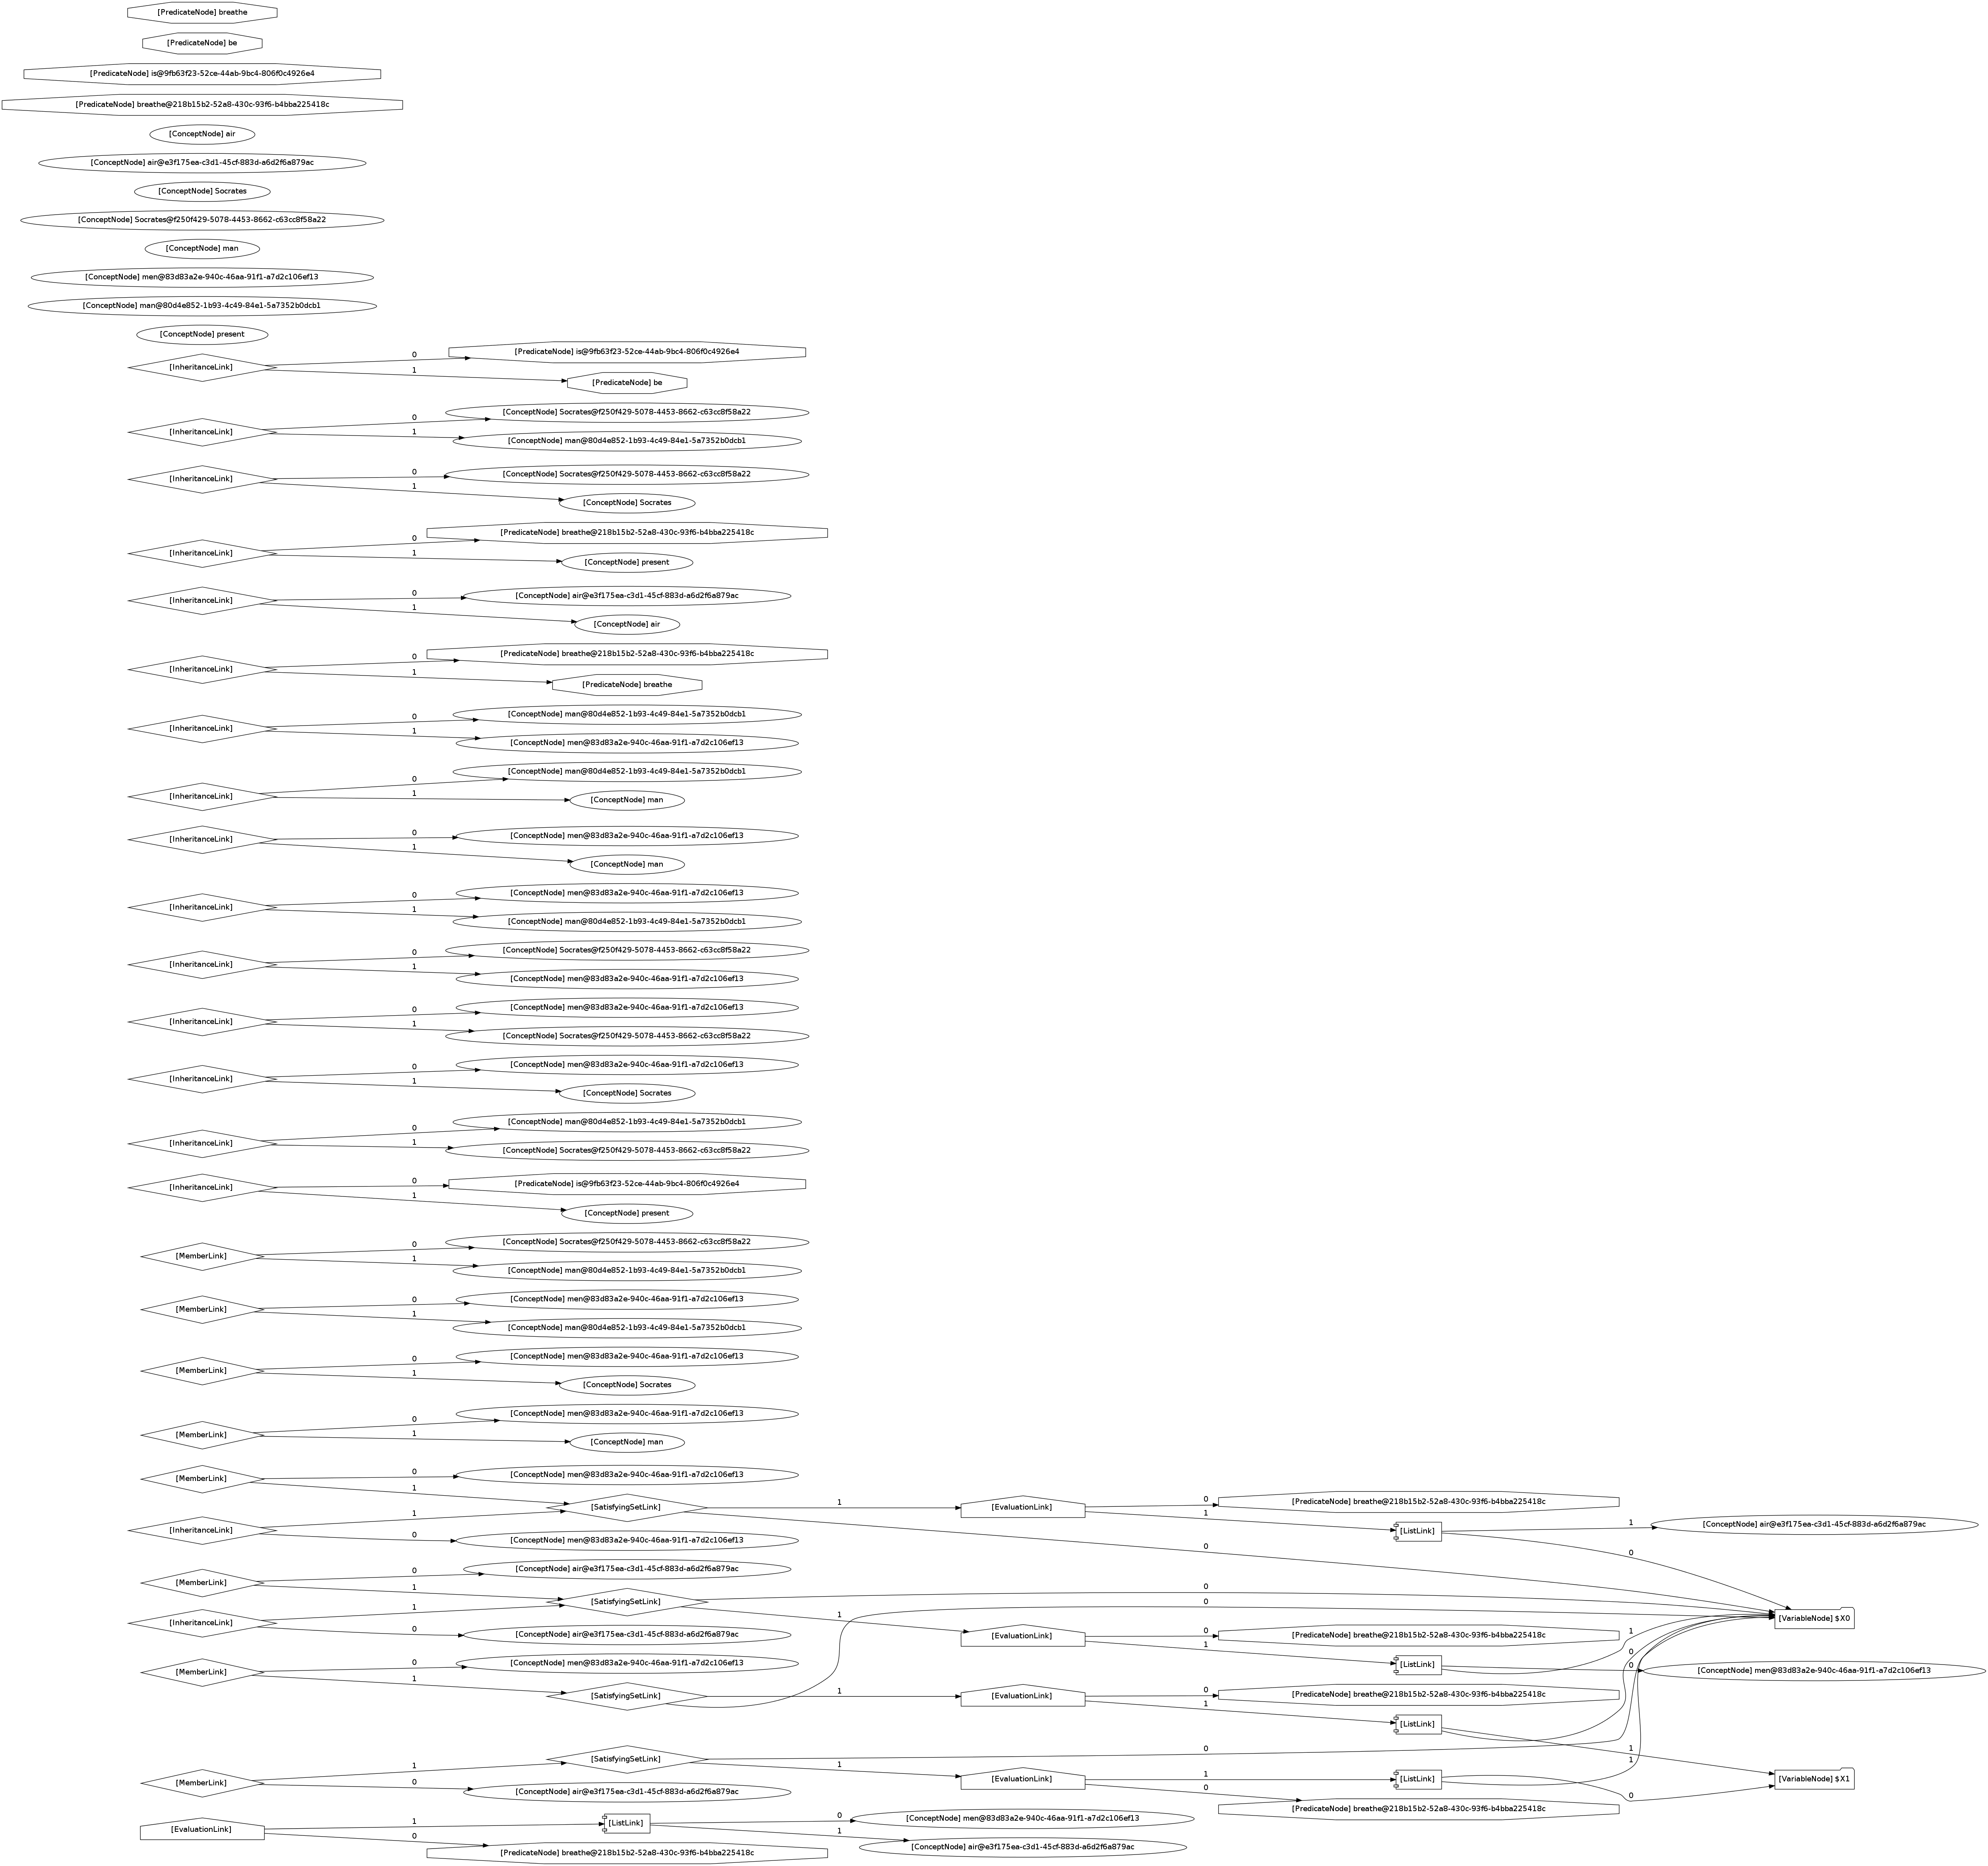 [PredicateNode] breathe
[PredicateNode] be
[PredicateNode] is@9fb63f23-52ce-44ab-9bc4-806f0c4926e4
[PredicateNode] breathe@218b15b2-52a8-430c-93f6-b4bba225418c
[ConceptNode] air
[ConceptNode] air@e3f175ea-c3d1-45cf-883d-a6d2f6a879ac
[ConceptNode] Socrates
[ConceptNode] Socrates@f250f429-5078-4453-8662-c63cc8f58a22
[ConceptNode] man
[ConceptNode] men@83d83a2e-940c-46aa-91f1-a7d2c106ef13
[ConceptNode] man@80d4e852-1b93-4c49-84e1-5a7352b0dcb1
[ConceptNode] present
[InheritanceLink]
0
[PredicateNode] is@9fb63f23-52ce-44ab-9bc4-806f0c4926e4
1
[PredicateNode] be
[InheritanceLink]
0
[ConceptNode] Socrates@f250f429-5078-4453-8662-c63cc8f58a22
1
[ConceptNode] man@80d4e852-1b93-4c49-84e1-5a7352b0dcb1
[InheritanceLink]
0
[ConceptNode] Socrates@f250f429-5078-4453-8662-c63cc8f58a22
1
[ConceptNode] Socrates
[InheritanceLink]
0
[PredicateNode] breathe@218b15b2-52a8-430c-93f6-b4bba225418c
1
[ConceptNode] present
[InheritanceLink]
0
[ConceptNode] air@e3f175ea-c3d1-45cf-883d-a6d2f6a879ac
1
[ConceptNode] air
[InheritanceLink]
0
[PredicateNode] breathe@218b15b2-52a8-430c-93f6-b4bba225418c
1
[PredicateNode] breathe
[InheritanceLink]
0
[ConceptNode] man@80d4e852-1b93-4c49-84e1-5a7352b0dcb1
1
[ConceptNode] men@83d83a2e-940c-46aa-91f1-a7d2c106ef13
[InheritanceLink]
0
[ConceptNode] man@80d4e852-1b93-4c49-84e1-5a7352b0dcb1
1
[ConceptNode] man
[InheritanceLink]
0
[ConceptNode] men@83d83a2e-940c-46aa-91f1-a7d2c106ef13
1
[ConceptNode] man
[InheritanceLink]
0
[ConceptNode] men@83d83a2e-940c-46aa-91f1-a7d2c106ef13
1
[ConceptNode] man@80d4e852-1b93-4c49-84e1-5a7352b0dcb1
[InheritanceLink]
0
[ConceptNode] Socrates@f250f429-5078-4453-8662-c63cc8f58a22
1
[ConceptNode] men@83d83a2e-940c-46aa-91f1-a7d2c106ef13
[InheritanceLink]
0
[ConceptNode] men@83d83a2e-940c-46aa-91f1-a7d2c106ef13
1
[ConceptNode] Socrates@f250f429-5078-4453-8662-c63cc8f58a22
[InheritanceLink]
0
[ConceptNode] men@83d83a2e-940c-46aa-91f1-a7d2c106ef13
1
[ConceptNode] Socrates
[InheritanceLink]
0
[ConceptNode] man@80d4e852-1b93-4c49-84e1-5a7352b0dcb1
1
[ConceptNode] Socrates@f250f429-5078-4453-8662-c63cc8f58a22
[InheritanceLink]
0
[PredicateNode] is@9fb63f23-52ce-44ab-9bc4-806f0c4926e4
1
[ConceptNode] present
[MemberLink]
0
[ConceptNode] Socrates@f250f429-5078-4453-8662-c63cc8f58a22
1
[ConceptNode] man@80d4e852-1b93-4c49-84e1-5a7352b0dcb1
[MemberLink]
0
[ConceptNode] men@83d83a2e-940c-46aa-91f1-a7d2c106ef13
1
[ConceptNode] man@80d4e852-1b93-4c49-84e1-5a7352b0dcb1
[MemberLink]
0
[ConceptNode] men@83d83a2e-940c-46aa-91f1-a7d2c106ef13
1
[ConceptNode] Socrates
[MemberLink]
0
[ConceptNode] men@83d83a2e-940c-46aa-91f1-a7d2c106ef13
1
[ConceptNode] man
[MemberLink]
0
[ConceptNode] men@83d83a2e-940c-46aa-91f1-a7d2c106ef13
1
[SatisfyingSetLink]
1
[EvaluationLink]
0
[PredicateNode] breathe@218b15b2-52a8-430c-93f6-b4bba225418c
1
[ListLink]
1
[ConceptNode] air@e3f175ea-c3d1-45cf-883d-a6d2f6a879ac
0
0
[InheritanceLink]
1
0
[ConceptNode] men@83d83a2e-940c-46aa-91f1-a7d2c106ef13
[MemberLink]
0
[ConceptNode] air@e3f175ea-c3d1-45cf-883d-a6d2f6a879ac
1
[SatisfyingSetLink]
0
0
[VariableNode] $X0
[InheritanceLink]
1
0
[ConceptNode] air@e3f175ea-c3d1-45cf-883d-a6d2f6a879ac
1
[EvaluationLink]
0
[PredicateNode] breathe@218b15b2-52a8-430c-93f6-b4bba225418c
1
[ListLink]
1
0
0
[ConceptNode] men@83d83a2e-940c-46aa-91f1-a7d2c106ef13
[MemberLink]
0
[ConceptNode] men@83d83a2e-940c-46aa-91f1-a7d2c106ef13
1
[SatisfyingSetLink]
1
[EvaluationLink]
0
[PredicateNode] breathe@218b15b2-52a8-430c-93f6-b4bba225418c
1
[ListLink]
1
[VariableNode] $X1
[MemberLink]
1
[SatisfyingSetLink]
0
0
[ConceptNode] air@e3f175ea-c3d1-45cf-883d-a6d2f6a879ac
1
[EvaluationLink]
1
[ListLink]
1
0
0
[PredicateNode] breathe@218b15b2-52a8-430c-93f6-b4bba225418c
[EvaluationLink]
1
[ListLink]
0
[ConceptNode] men@83d83a2e-940c-46aa-91f1-a7d2c106ef13
1
[ConceptNode] air@e3f175ea-c3d1-45cf-883d-a6d2f6a879ac
0
[PredicateNode] breathe@218b15b2-52a8-430c-93f6-b4bba225418c